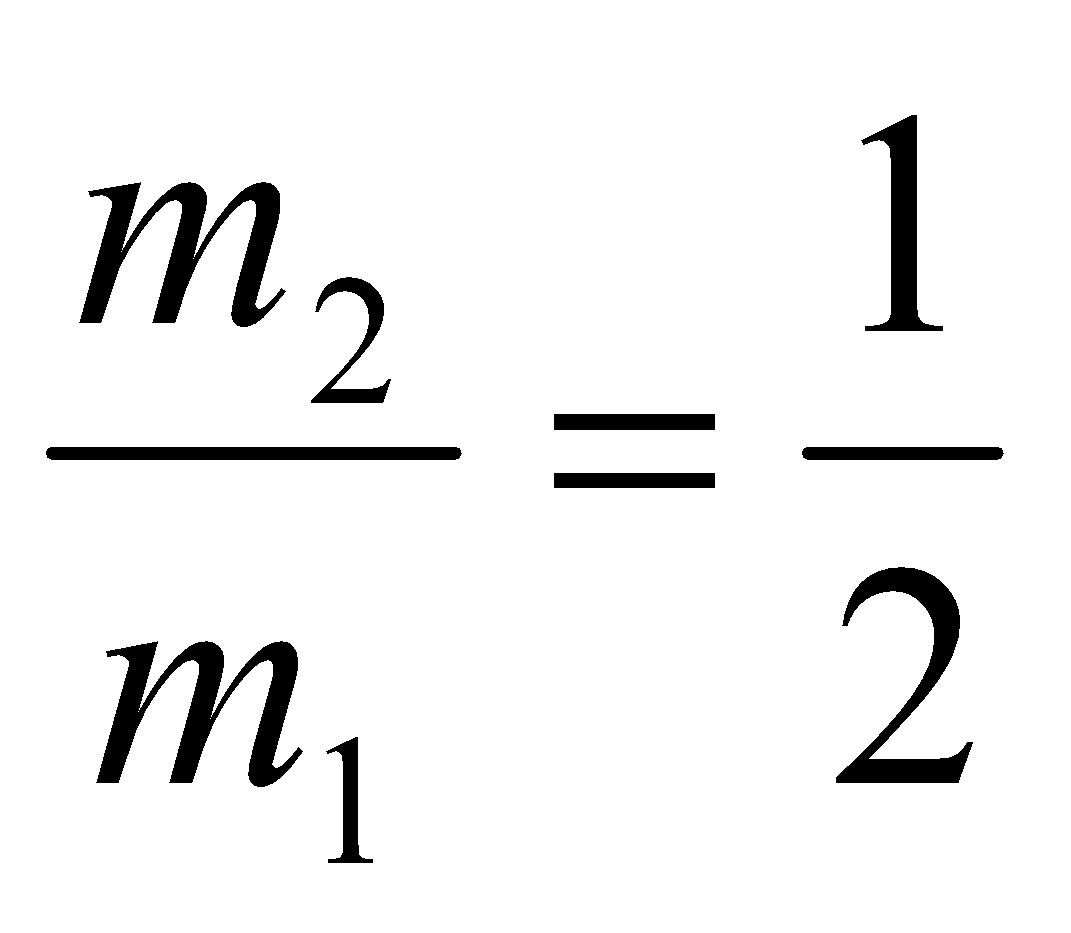 m₂/m₁ = 1/2